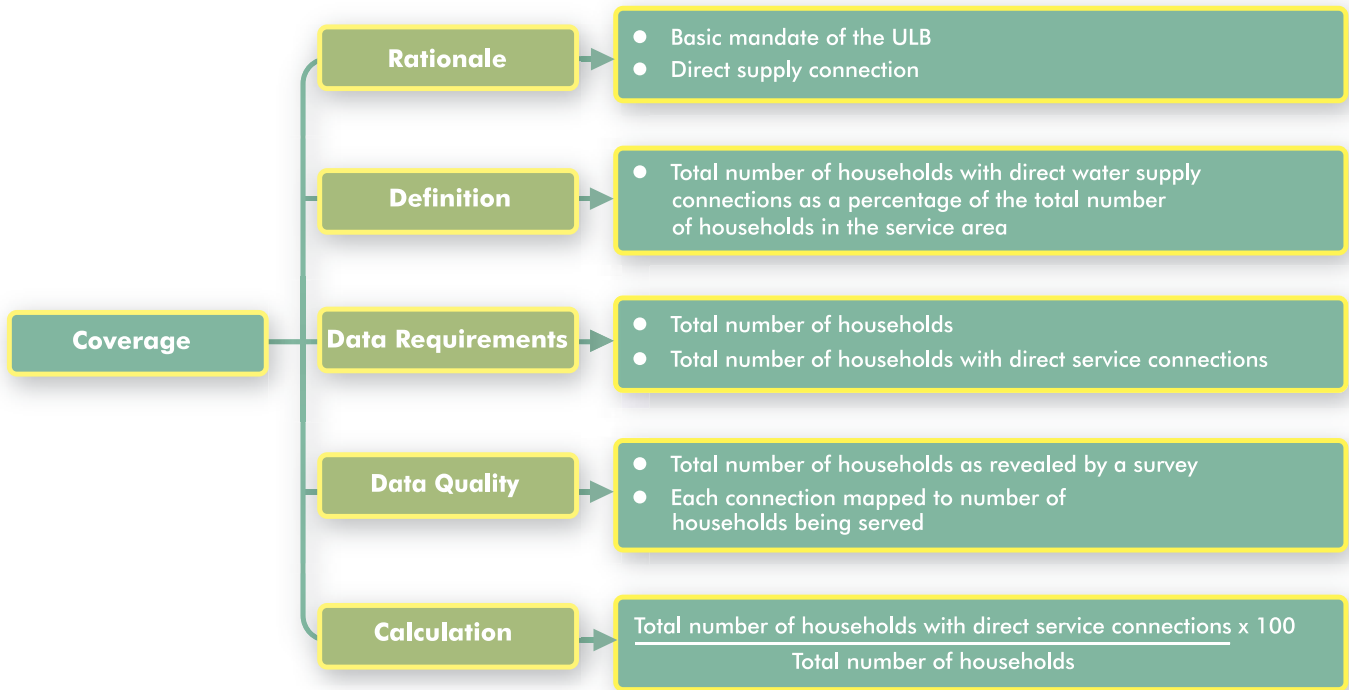 Coverage
Rationale
● Basic mandate of the ULB
● Direct supply connection
Definition
● Total number of households with direct water supply
connections as a percentage of the total number
of households in the service area
Data Requirements
● Total number of households
● Total number of households with direct service connections
Data Quality
● Total number of households as revealed by a survey
● Each connection mapped to number of
households being served
Calculation
Total number of households with direct service connections x 100
Total number of households